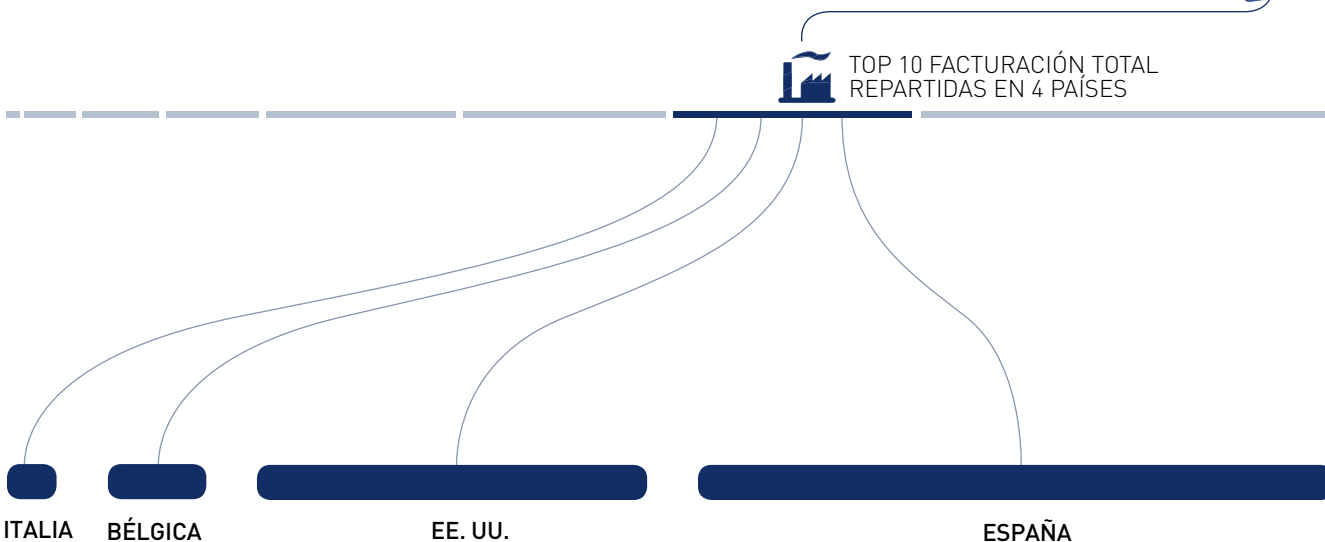 TOP 10 FACTURACIÓN TOTAL
REPARTIDAS EN 4 PAÍSES
ITALIA
BÉLGICA
EE. UU.
ESPAÑA